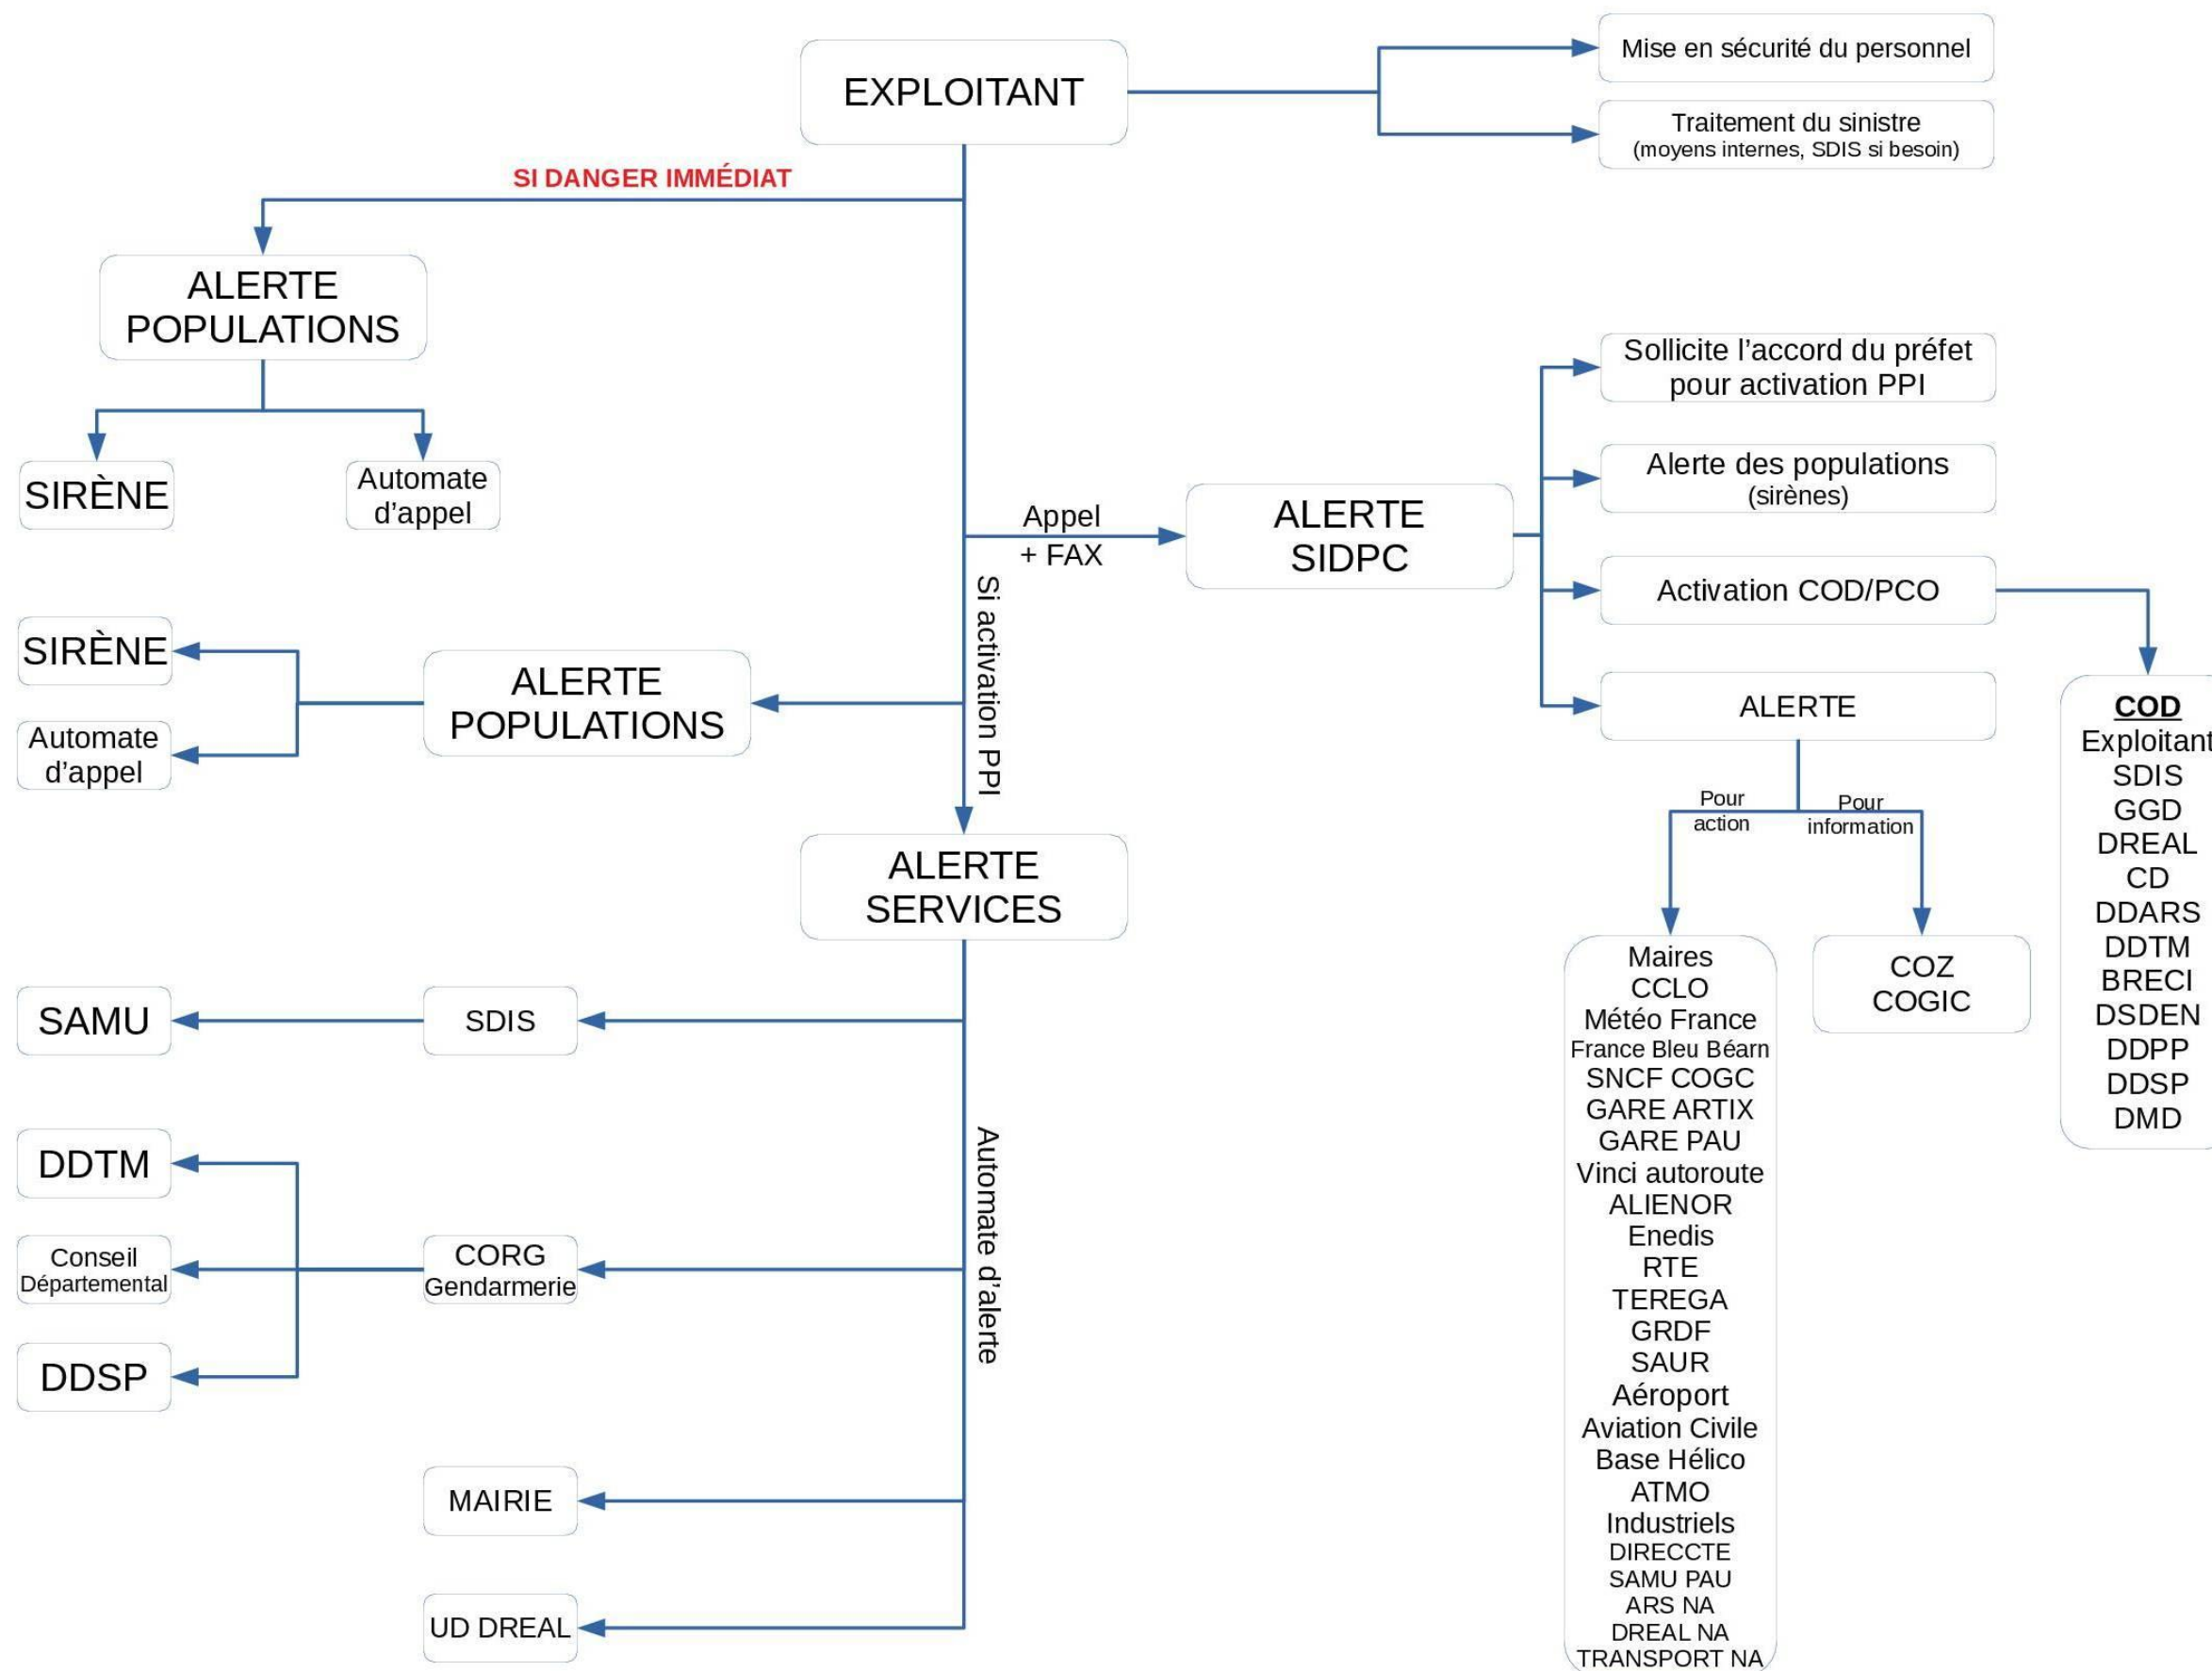 EXPLOITANT
Mise en sécurité du personnel
Traitement du sinistre
(moyens internes, SDIS si besoin)
SI DANGER IMMÉDIAT
ALERTE
POPULATIONS
SIRÈNE
Automate
d’appel
Appel
+ FAX
ALERTE
SIDPC
Sollicite l’accord du préfet
pour activation PPI
Alerte des populations
(sirènes)
Activation COD/PCO
ALERTE
Si activation PPI
SIRÈNE
Automate
d’appel
ALERTE
POPULATIONS
COD
Exploitant
SDIS
GGD
DREAL
CD
DDARS
DDTM
BRECI
DSDEN
DDPP
DDSP
DMD
Pour
action
Pour
information
ALERTE
SERVICES
Maires
CCLO
Météo France
France Bleu Béarn
SNCF COGC
GARE ARTIX
GARE PAU
Vinci autoroute
ALIENOR
Enedis
RTE
TEREGA
GRDF
SAUR
Aéroport
Aviation Civile
Base Hélico
ATMO
Industriels
DIRECCTE
SAMU PAU
ARS NA
DREAL NA
TRANSPORT NA
COZ
COGIC
SAMU
SDIS
Automate d’alerte
DDTM
Conseil
Départemental
DDSP
CORG
Gendarmerie
MAIRIE
UD DREAL